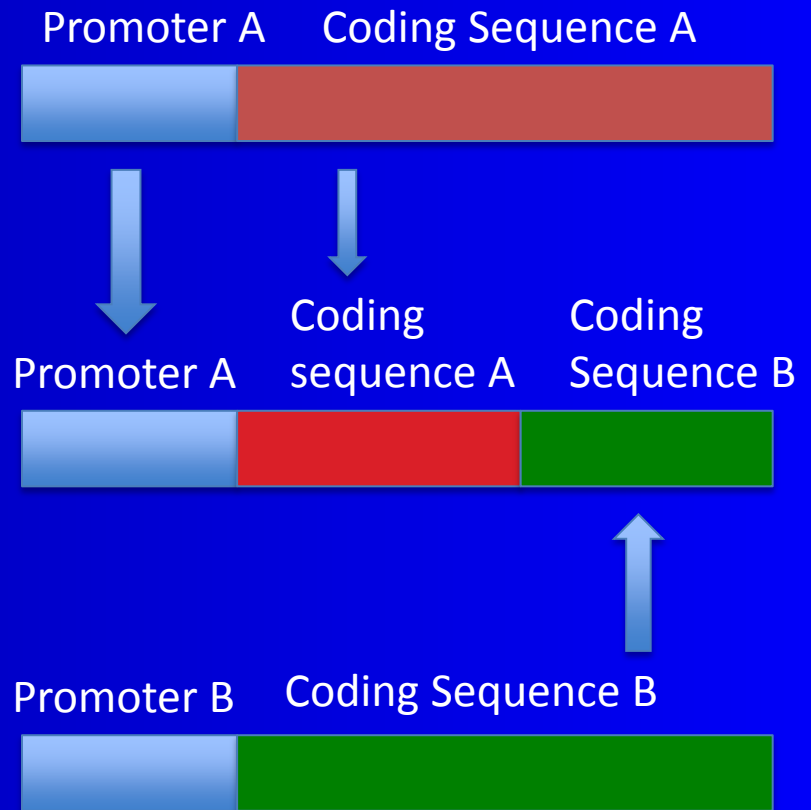 Promoter A Coding Sequence A
Coding Coding
Promoter A sequence A Sequence B
Promoter B Coding Sequence B